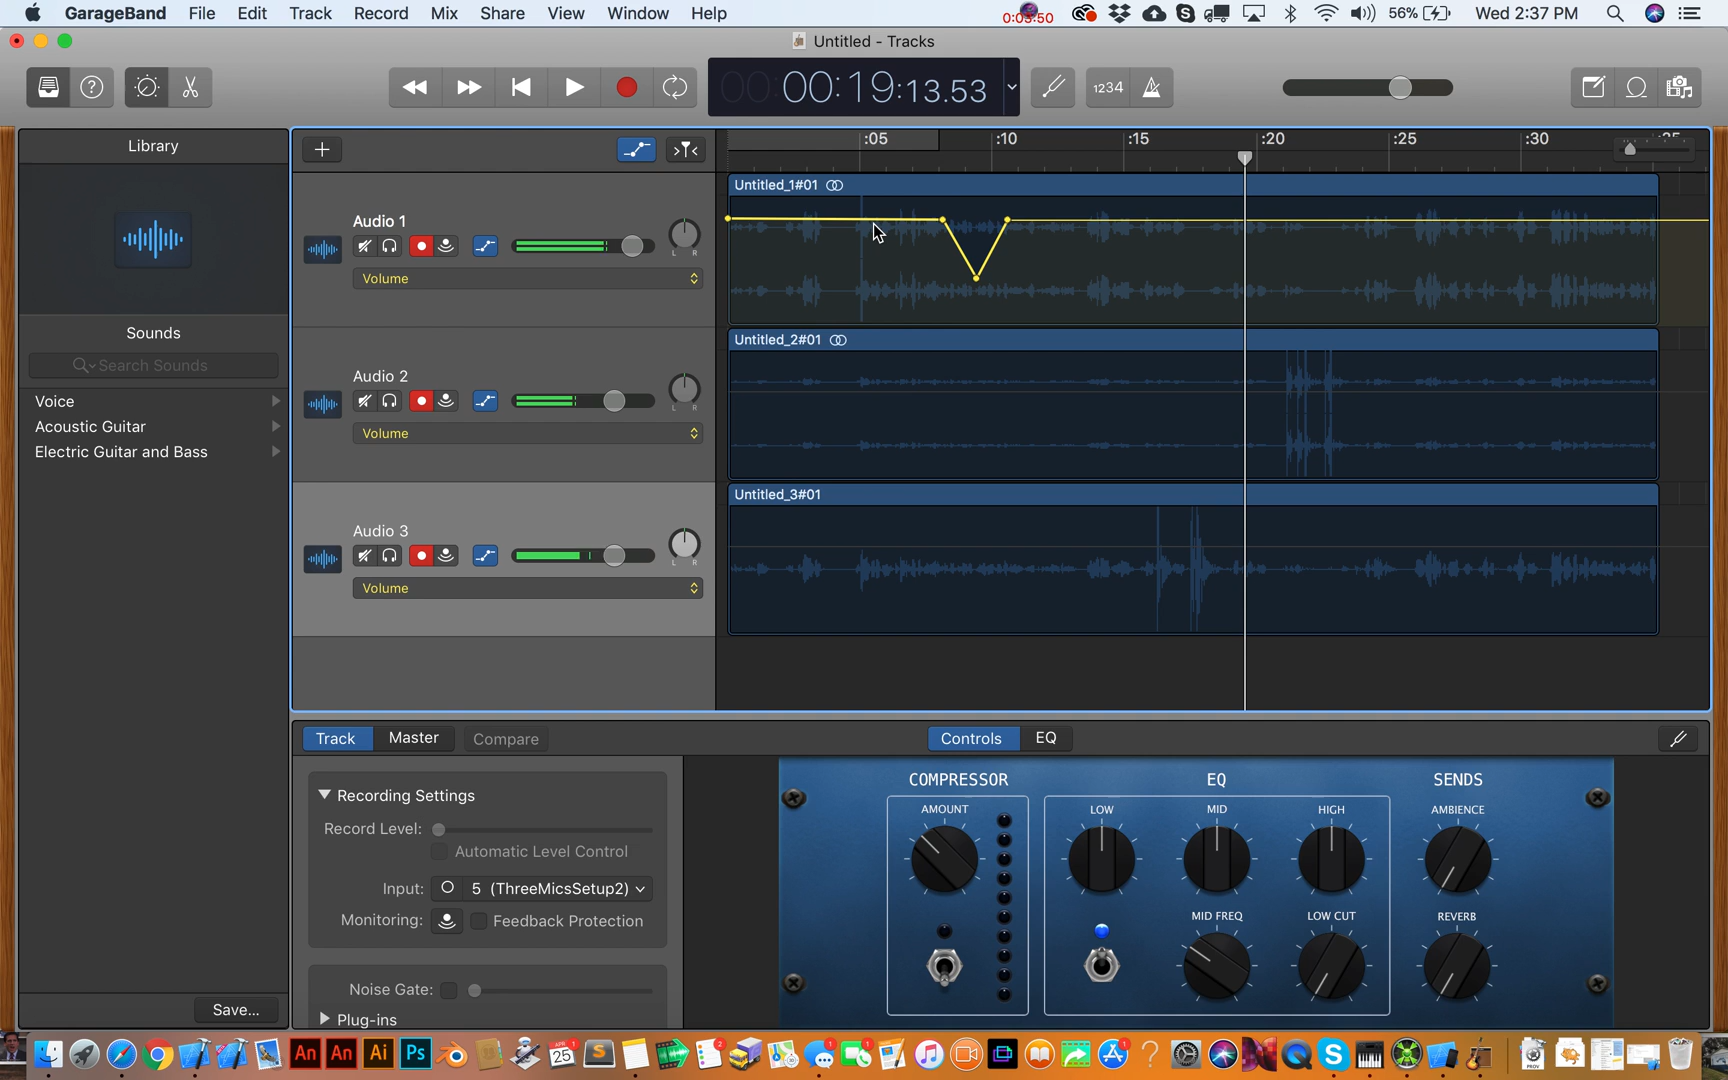 GarageBand File Edit Track Record Mix Share View Window Help
0:03:50
56% Wed 2:37 PM
Untitled - Tracks
00:00:19:13.53
1234
Library
:05 :10 :15 :20 :25 :30
Untitled_1#01
Audio 1
L R
Volume
Untitled_2#01
Audio 2
L R
Volume
Untitled_3#01
Audio 3
L R
Volume
Sounds
Search Sounds
Voice
Acoustic Guitar
Electric Guitar and Bass
Save...
Track Master Compare
Controls EQ
Recording Settings
Record Level:
Automatic Level Control
Input: 5 (ThreeMicsSetup2)
Monitoring: Feedback Protection
Noise Gate:
Plug-ins
COMPRESSOR EQ SENDS
AMOUNT LOW MID HIGH AMBIENCE
MID FREQ LOW CUT REVERB
An An Ai Ps
APR
25
S